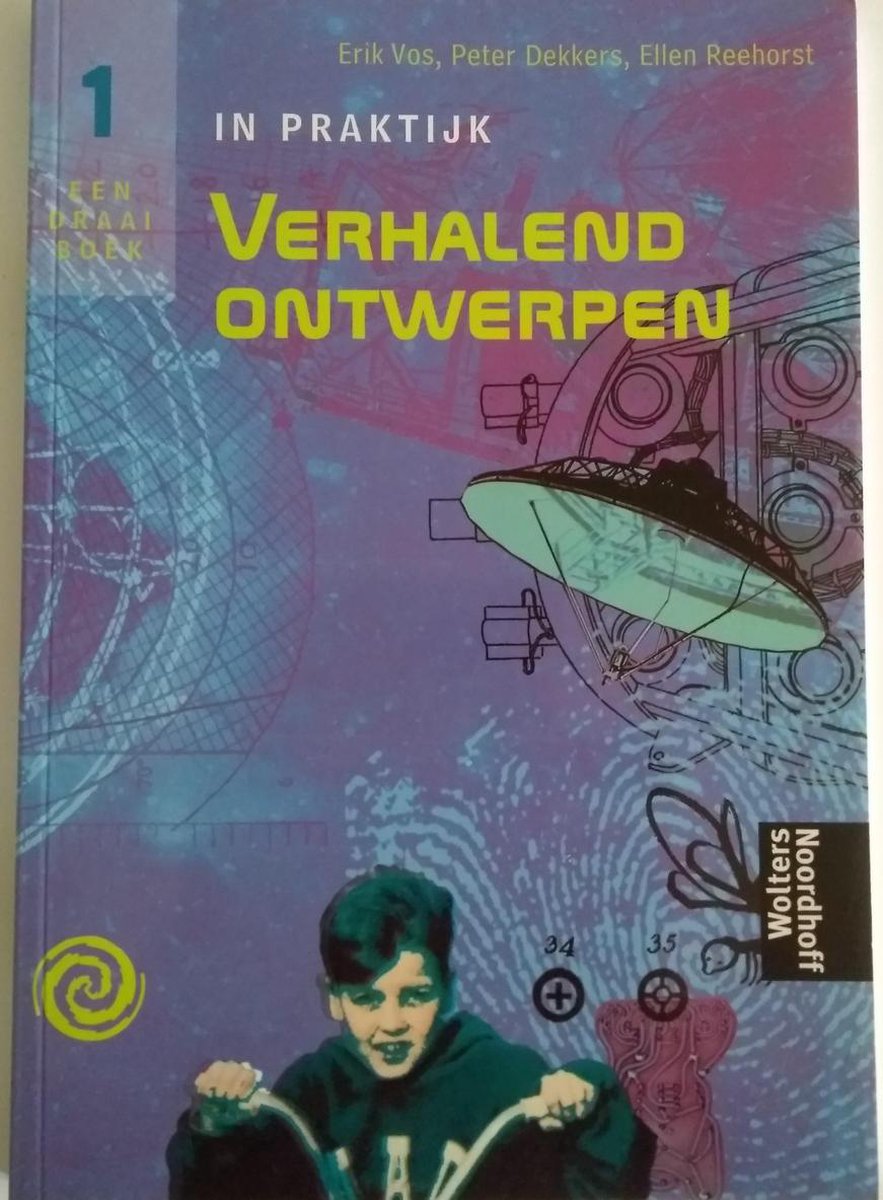 Erik Vos, Peter Dekkers, Ellen Reehorst
1
IN PRAKTIJK
EEN
DRAAI
BOEK
VERHALEND
ONTWERPEN
Wolters
Noordhoff
34
35